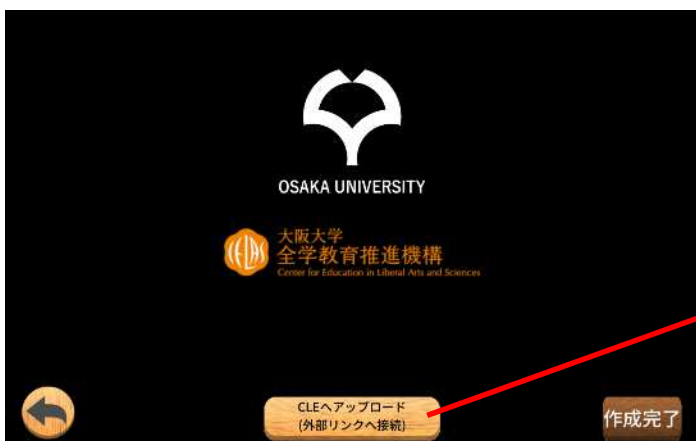 OSAKA UNIVERSITY
CELAS
大阪大学
全学教育推進機構
Center for Education in Liberal Arts and Sciences
CLEへアップロード
(外部リンクへ接続)
作成完了